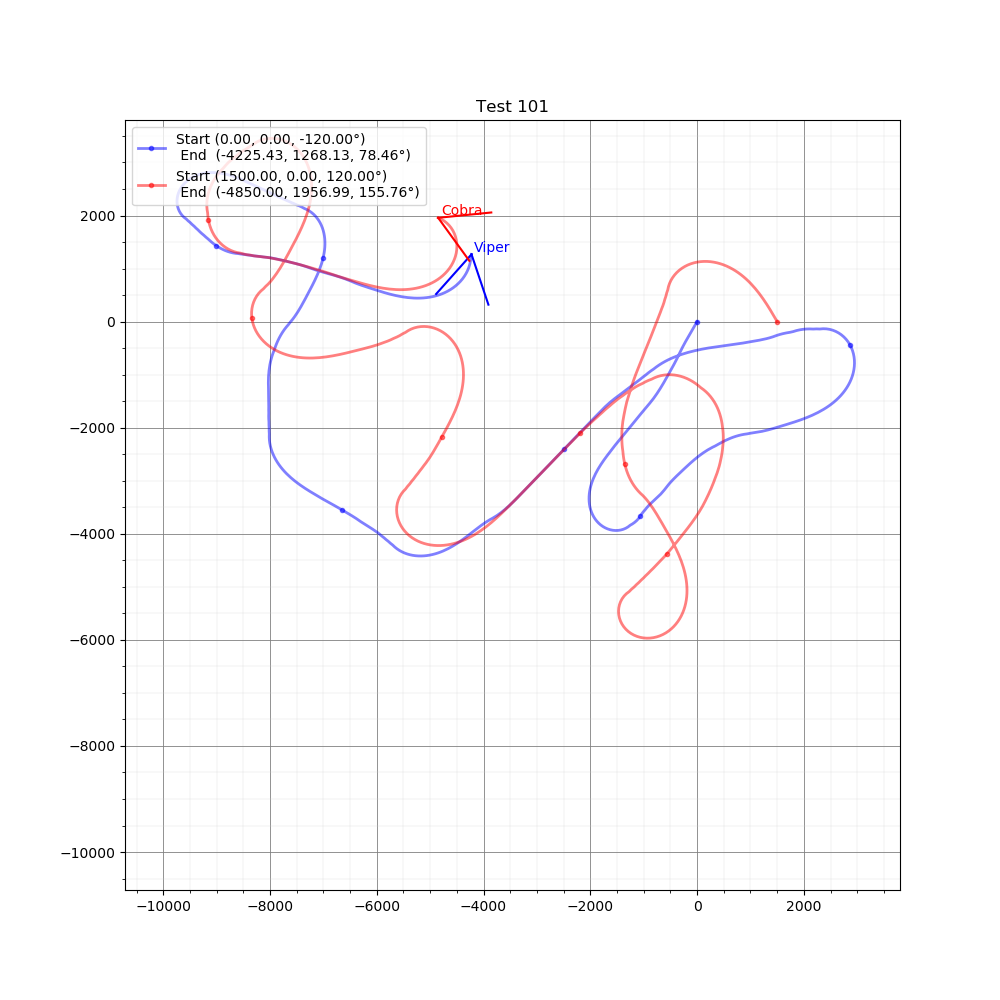 Test 101
Start (0.00, 0.00, -120.00°)
End  (-4225.43, 1268.13, 78.46°)
Start (1500.00, 0.00, 120.00°)
End  (-4850.00, 1956.99, 155.76°)
Cobra
Viper
2000
0
−2000
−4000
−6000
−8000
−10000
−10000 −8000 −6000 −4000 −2000 0 2000